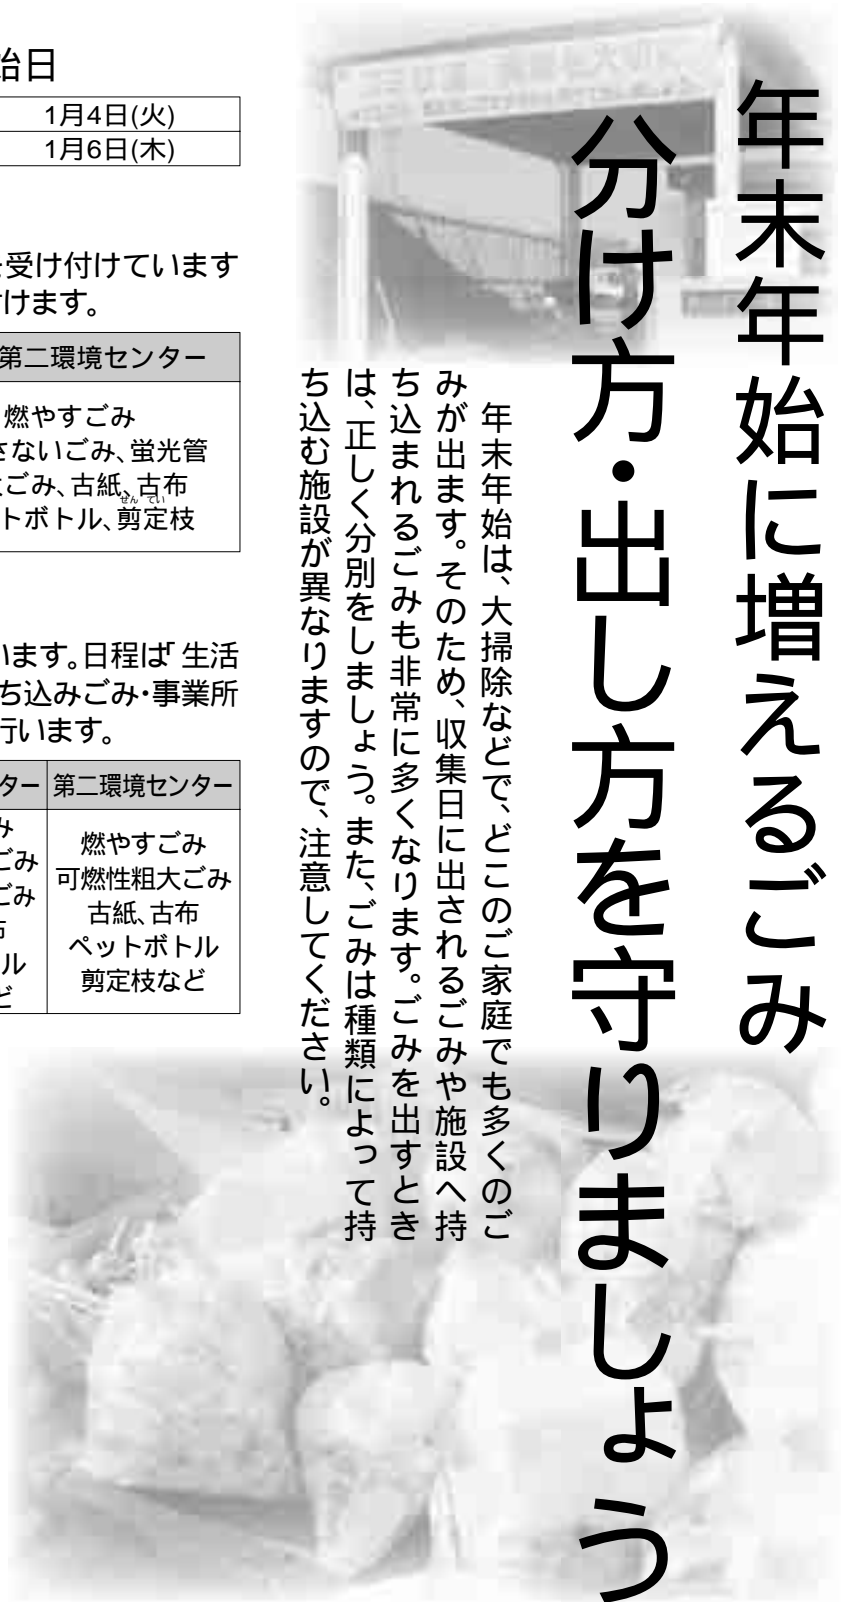 年末年始に増えるごみ
分け方・出し方を守りましょう
年末年始は、大掃除などで、どこのご家庭でも多くのご
みが出ます。そのため、収集日に出されるごみや施設へ持
ち込まれるごみも非常に多くなります。ごみを出すとき
は、正しく分別をしましょう。また、ごみは種類によって持
ち込む施設が異なりますので、注意してください。
始日
1月4日(火)
1月6日(木)
受け付けています
けます。
第二環境センター
燃やすごみ
さないごみ、蛍光管
ごみ、古紙、古布
トボトル、剪定枝
せん てい
います。日程は「生活
ち込みごみ・事業所
行います。
ター
み
ごみ
ごみ
ル
ど
第二環境センター
燃やすごみ
可燃性粗大ごみ
古紙、古布
ペットボトル
剪定枝など